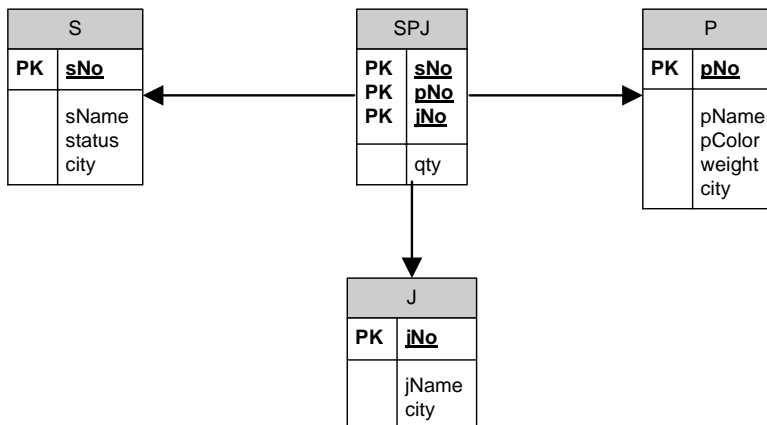 S
PK sNo
sName
status
city
SPJ
PK sNo
PK pNo
PK jNo
qty
P
PK pNo
pName
pColor
weight
city
J
PK jNo
jName
city